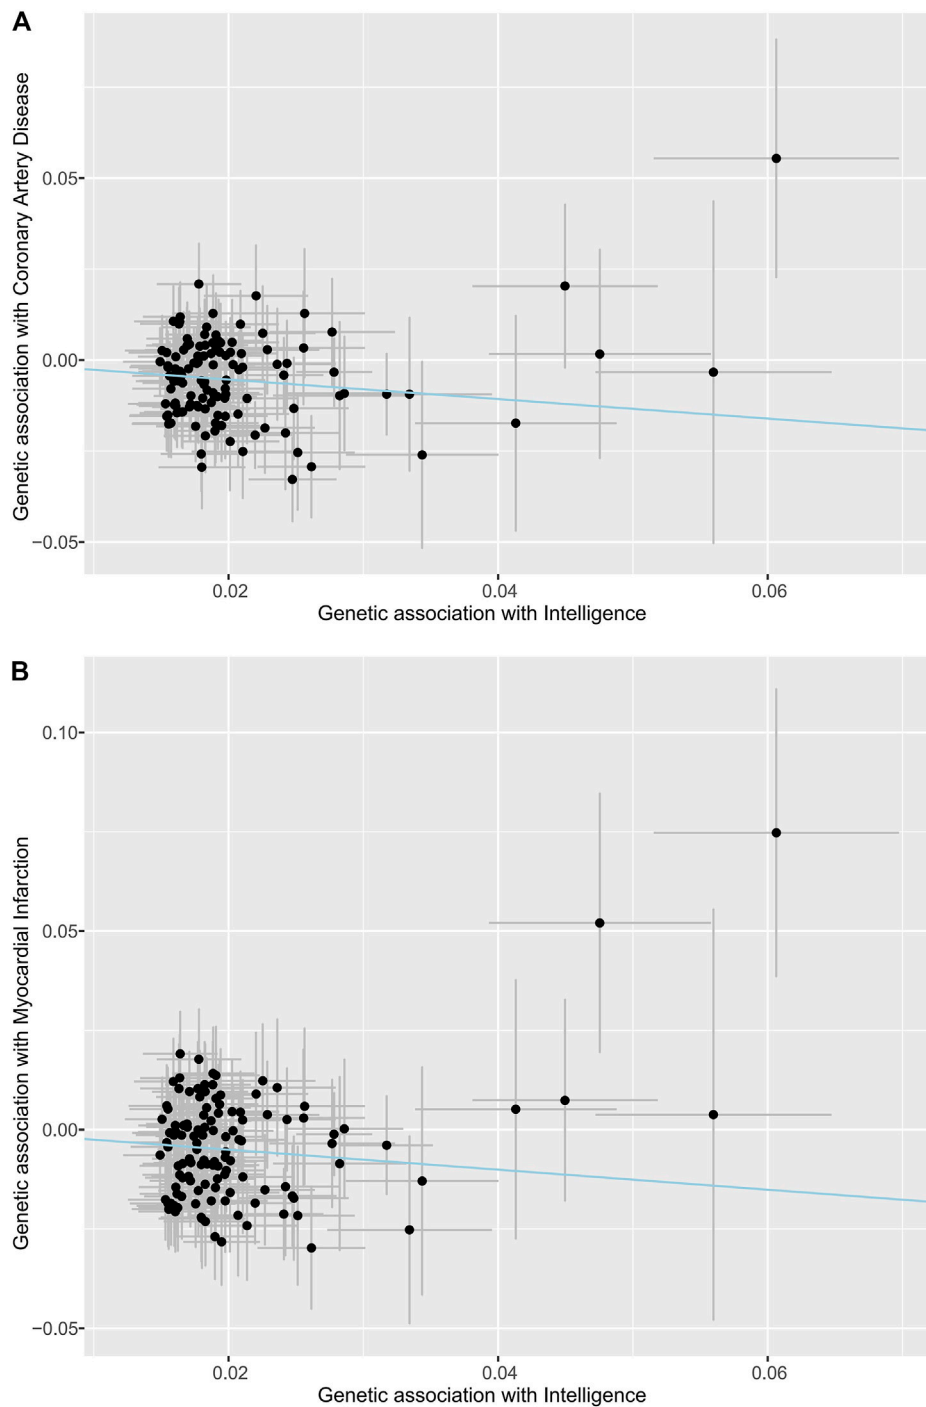 A
Genetic association with Coronary Artery Disease
0.05
0.00
−0.05
0.02 0.04 0.06
Genetic association with Intelligence
B
Genetic association with Myocardial Infarction
0.10
0.05
0.00
−0.05
0.02 0.04 0.06
Genetic association with Intelligence